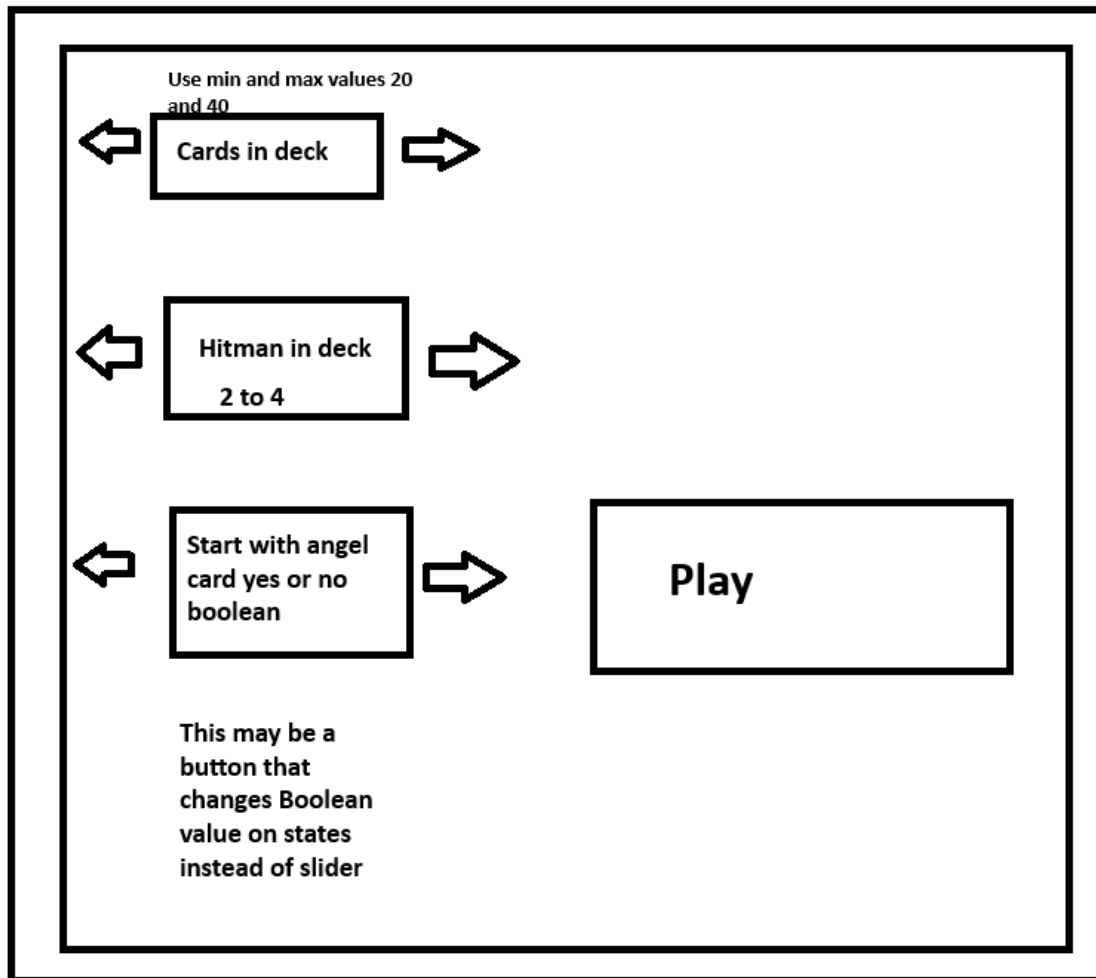 Use min and max values 20
and 40
Cards in deck
Hitman in deck
2 to 4
Start with angel
card yes or no
boolean
Play
This may be a
button that
changes Boolean
value on states
instead of slider